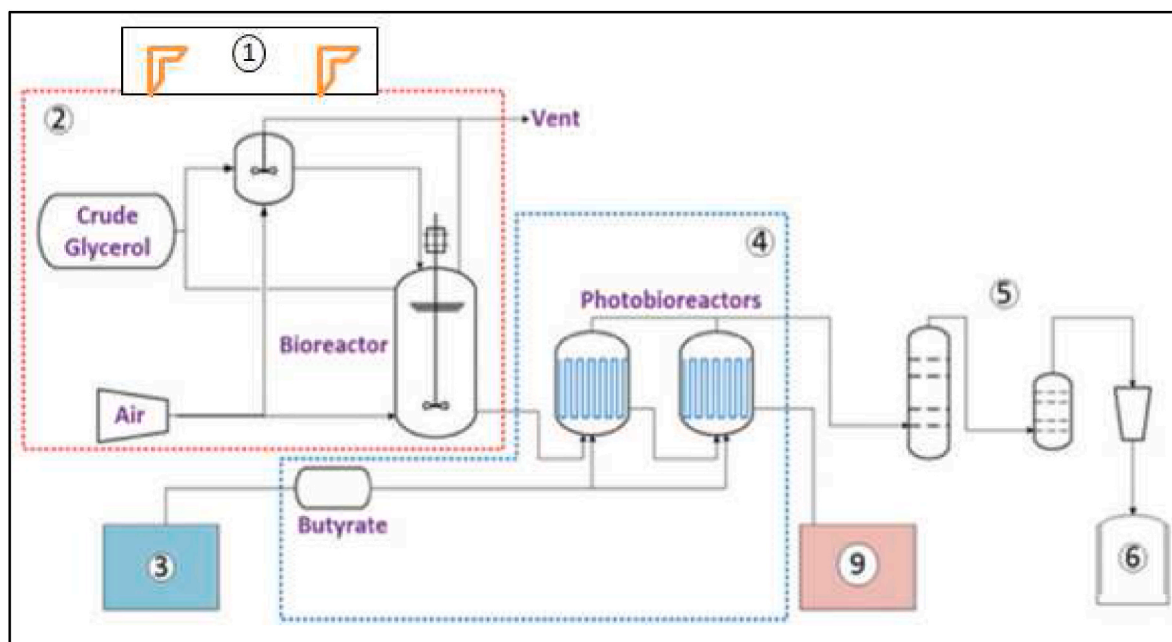 ①
②
Vent
Crude
Glycerol
④
Photobioreactors
⑤
Bioreactor
Air
Butyrate
③
⑨
⑥